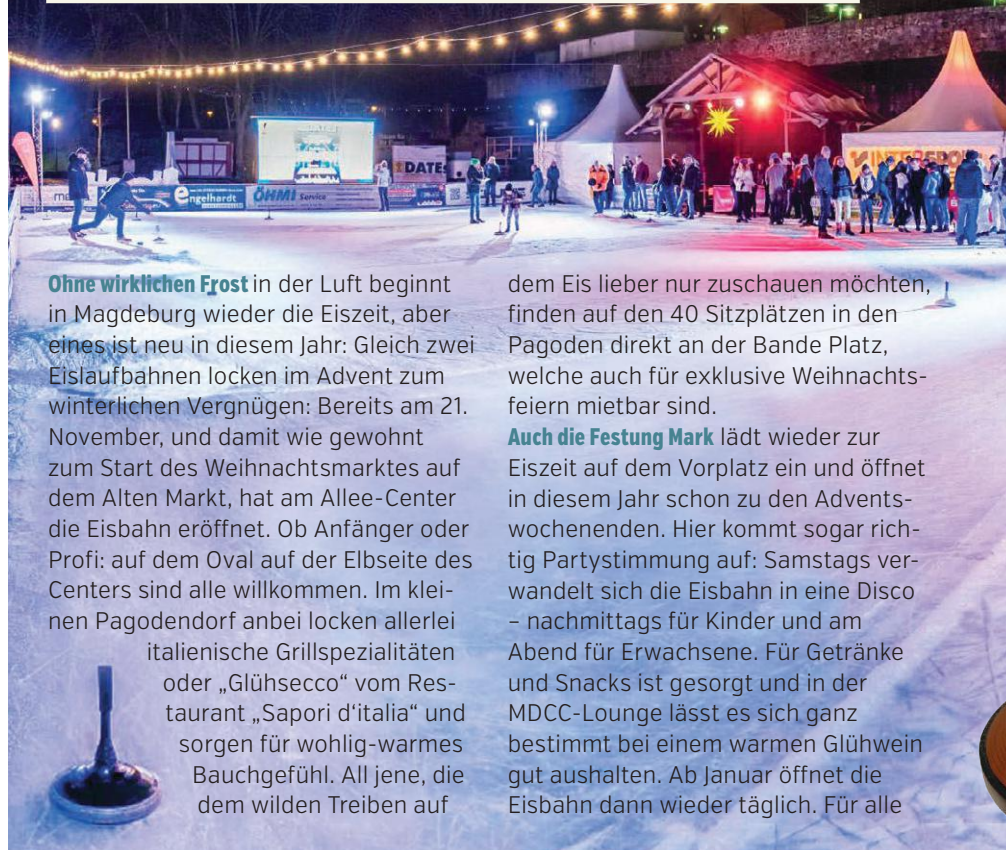 DATEs
engelhardt
ÖHMI Service
Ohne wirklichen Frost in der Luft beginnt
in Magdeburg wieder die Eiszeit, aber
eines ist neu in diesem Jahr: Gleich zwei
Eislaufbahnen locken im Advent zum
winterlichen Vergnügen: Bereits am 21.
November, und damit wie gewohnt
zum Start des Weihnachtsmarktes auf
dem Alten Markt, hat am Allee-Center
die Eisbahn eröffnet. Ob Anfänger oder
Profi: auf dem Oval auf der Elbseite des
Centers sind alle willkommen. Im klei-
nen Pagodendorf anbei locken allerlei
italienische Grillspezialitäten
oder „Glühsecco“ vom Res-
taurant „Sapori d‘italia“ und
sorgen für wohlig-warmes
Bauchgefühl. All jene, die
dem wilden Treiben auf
dem Eis lieber nur zuschauen möchten,
finden auf den 40 Sitzplätzen in den
Pagoden direkt an der Bande Platz,
welche auch für exklusive Weihnachts-
feiern mietbar sind.
Auch die Festung Mark lädt wieder zur
Eiszeit auf dem Vorplatz ein und öffnet
in diesem Jahr schon zu den Advents-
wochenenden. Hier kommt sogar rich-
tig Partystimmung auf: Samstags ver-
wandelt sich die Eisbahn in eine Disco
– nachmittags für Kinder und am
Abend für Erwachsene. Für Getränke
und Snacks ist gesorgt und in der
MDCC-Lounge lässt es sich ganz
bestimmt bei einem warmen Glühwein
gut aushalten. Ab Januar öffnet die
Eisbahn dann wieder täglich. Für alle